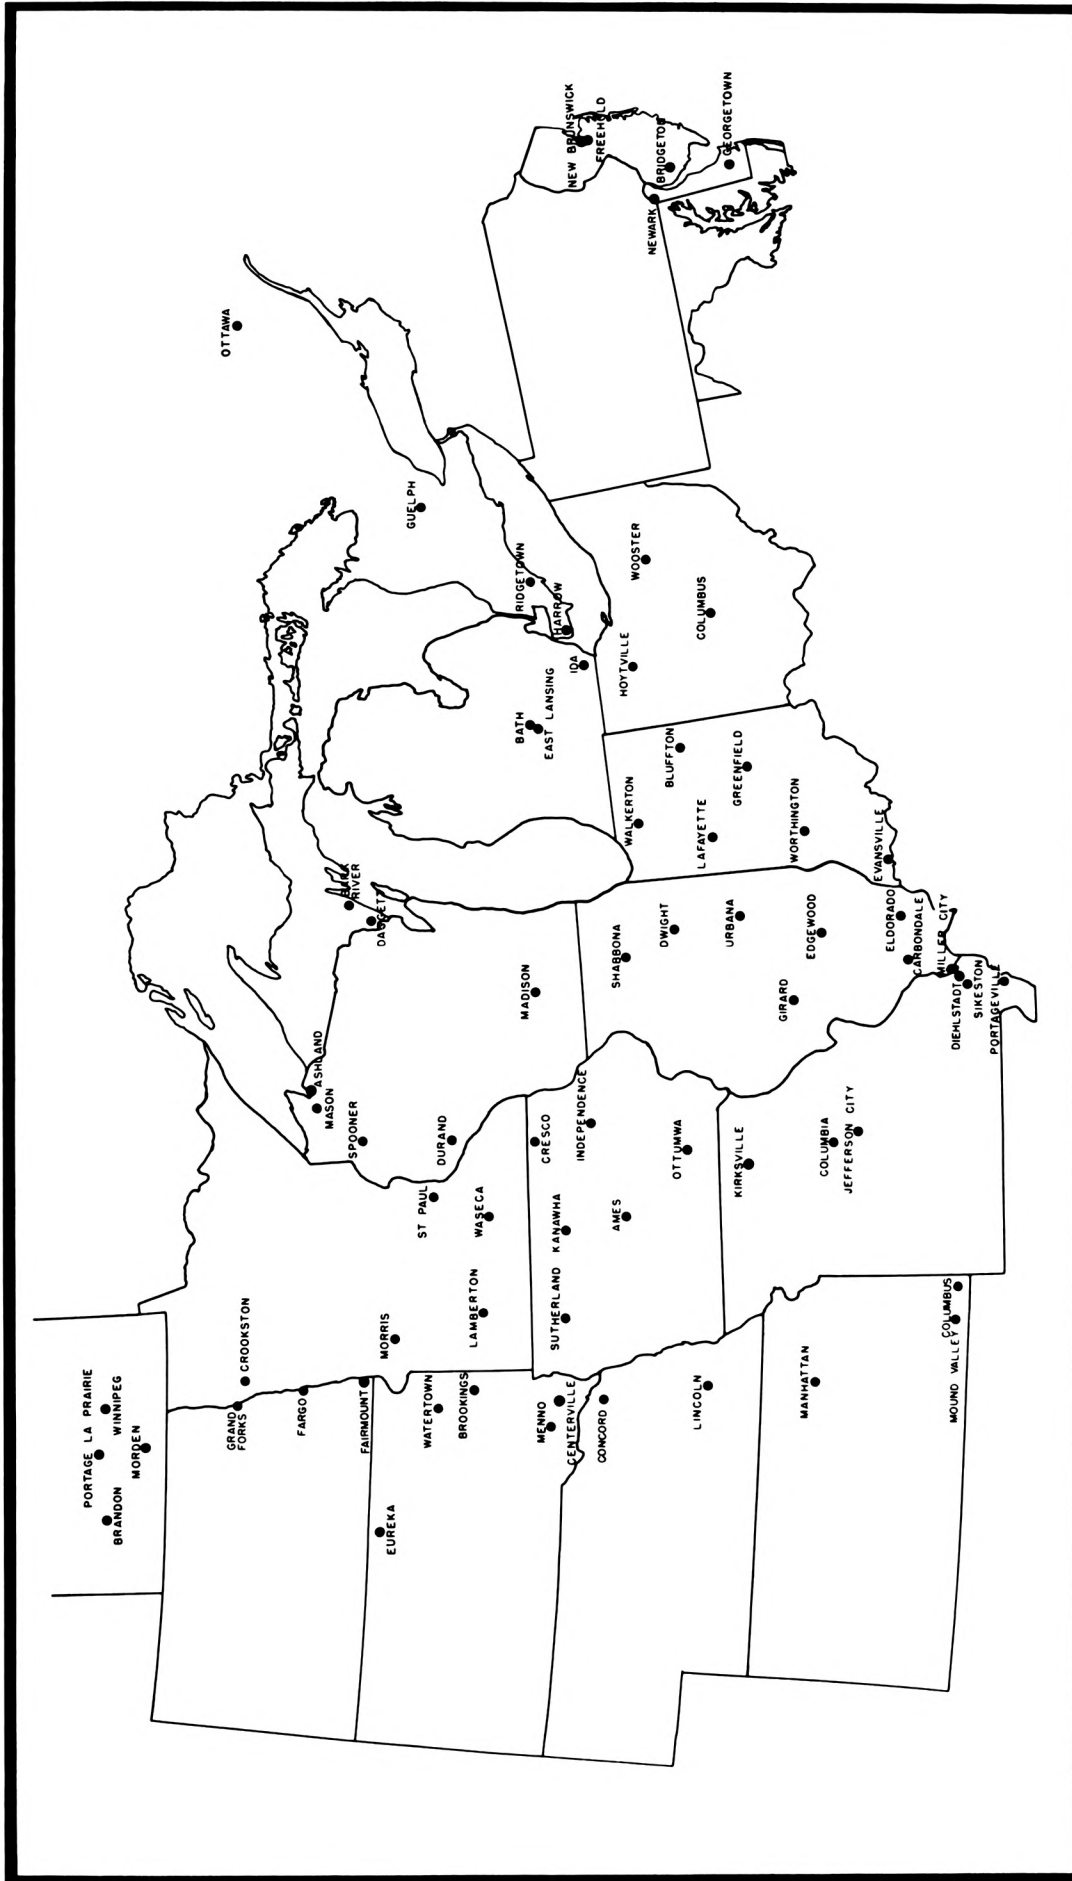 OTTAWA
GUELPH
RIDGETOWN
HARROW
NEW BRUNSWICK
FREEHOLD
BRIDGETON
GEORGETOWN
NEWARK
WOOSTER
COLUMBUS
HOYTVILLE
IDA
BATH
EAST LANSING
BLUFFTON
GREENFIELD
WALKERTON
LAFAYETTE
WORTHINGTON
EVANSVILLE
BARK
RIVER
DAGGETT
MADISON
SHABBONA
DWIGHT
URBANA
EDGEWOOD
GIRARD
ELDORADO
CARBONDALE
MILLER CITY
DIEHLSTADT
SIKESTON
PORTAGEVILLE
ASHLAND
MASON
SPOONER
DURAND
CRESCO
INDEPENDENCE
OTTUMWA
KIRKSVILLE
COLUMBIA
JEFFERSON CITY
ST PAUL
WASECA
KANAWHA
AMES
LAMBERTON
SUTHERLAND
CROOKSTON
MORRIS
GRAND
FORKS
FARGO
FAIRMOUNT
WATERTOWN
BROOKINGS
MENNO
CENTERVILLE
CONCORD
LINCOLN
MANHATTAN
COLUMBUS
MOUND VALLEY
PORTAGE LA PRAIRIE
WINNIPEG
MORDEN
BRANDON
EUREKA